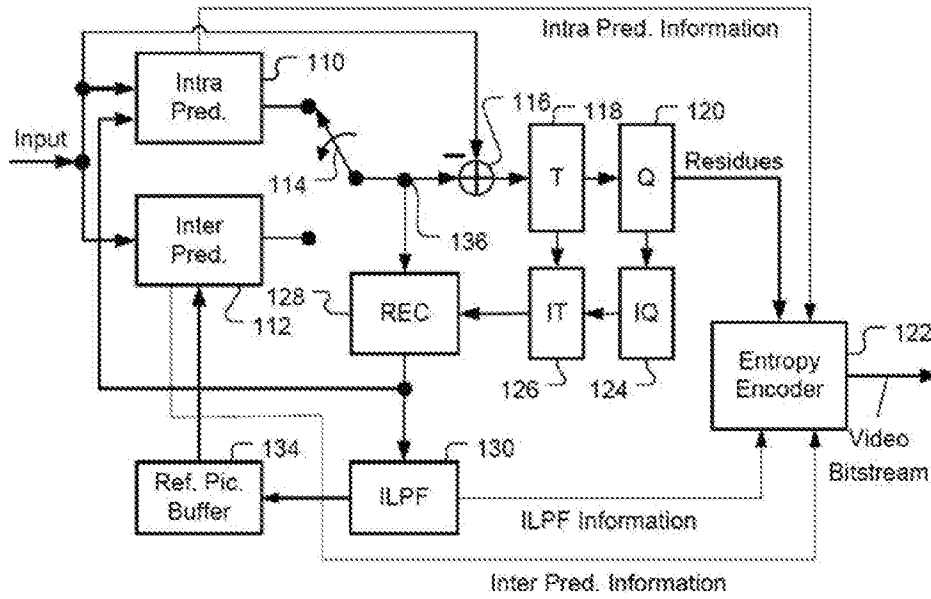 Intra Pred. Information
Intra
Pred.
110
Input
114
116
118
120
T
Q
Residues
Inter
Pred.
112
136
128
REC
IT
IQ
126
124
122
Entropy
Encoder
Video
Bitstream
134
Ref. Pic.
Buffer
130
ILPF
ILPF Information
Inter Pred. Information